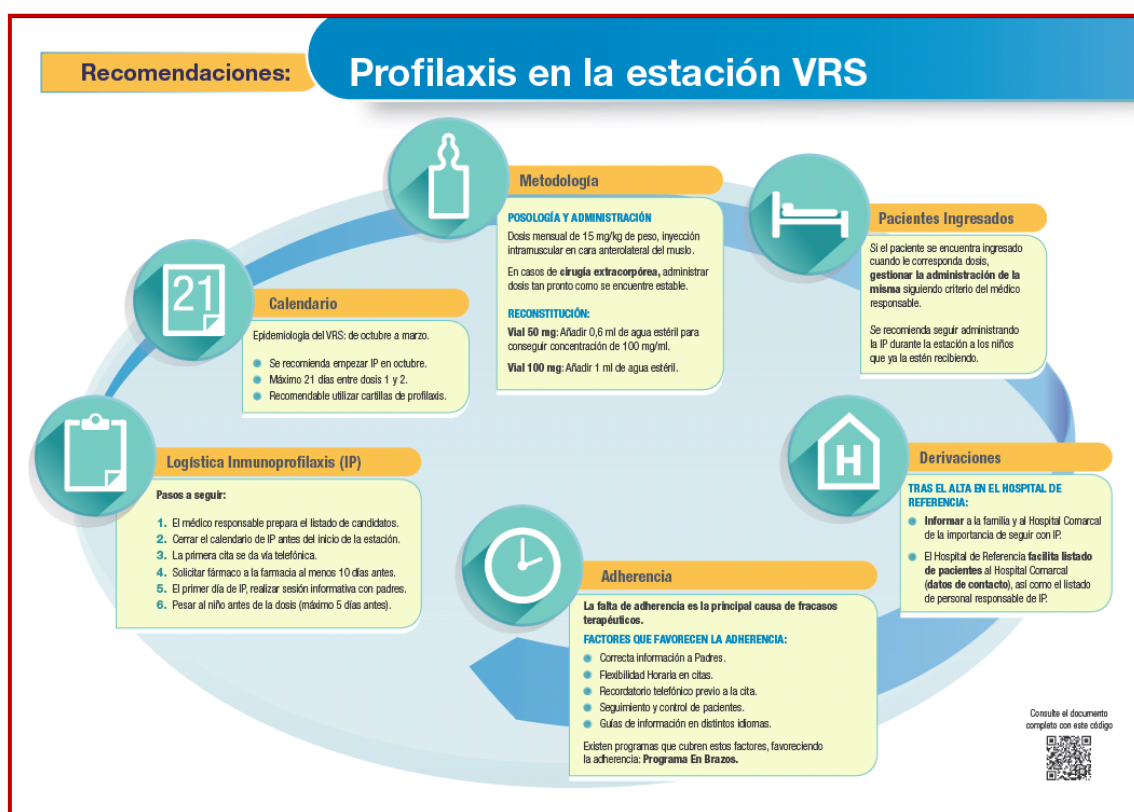 Recomendaciones:
Profilaxis en la estación VRS
Logística Inmunoprofilaxis (IP)
Pasos a seguir:
1. El médico responsable prepara el listado de candidatos.
2. Cerrar el calendario de IP antes del inicio de la estación.
3. La primera cita se da vía telefónica.
4. Solicitar fármaco a la farmacia al menos 10 días antes.
5. El primer día de IP, realizar sesión informativa con padres.
6. Pesar al niño antes de la dosis (máximo 5 días antes).
21
Calendario
Epidemiología del VRS: de octubre a marzo.
Se recomienda empezar IP en octubre.
Máximo 21 días entre dosis 1 y 2.
Recomendable utilizar cartillas de profilaxis.
Metodología
POSOLOGÍA Y ADMINISTRACIÓN
Dosis mensual de 15 mg/kg de peso, inyección
intramuscular en cara anterolateral del muslo.
En casos de cirugía extracorpórea, administrar
dosis tan pronto como se encuentre estable.
RECONSTITUCIÓN:
Vial 50 mg: Añadir 0,6 ml de agua estéril para
conseguir concentración de 100 mg/ml.
Vial 100 mg: Añadir 1 ml de agua estéril.
Pacientes Ingresados
Si el paciente se encuentra ingresado
cuando le corresponda dosis,
gestionar la administración de la
misma siguiendo criterio del médico
responsable.
Se recomienda seguir administrando
la IP durante la estación a los niños
que ya la estén recibiendo.
H
Derivaciones
TRAS EL ALTA EN EL HOSPITAL DE
REFERENCIA:
Informar a la familia y al Hospital Comarcal
de la importancia de seguir con IP.
El Hospital de Referencia facilita listado
de pacientes al Hospital Comarcal
(datos de contacto), así como el listado
de personal responsable de IP.
Adherencia
La falta de adherencia es la principal causa de fracasos
terapéuticos.
FACTORES QUE FAVORECEN LA ADHERENCIA:
Correcta información a Padres.
Flexibilidad Horaria en citas.
Recordatorio telefónico previo a la cita.
Seguimiento y control de pacientes.
Guías de información en distintos idiomas.
Existen programas que cubren estos factores, favoreciendo
la adherencia: Programa En Brazos.
Consulte el documento
completo con este código